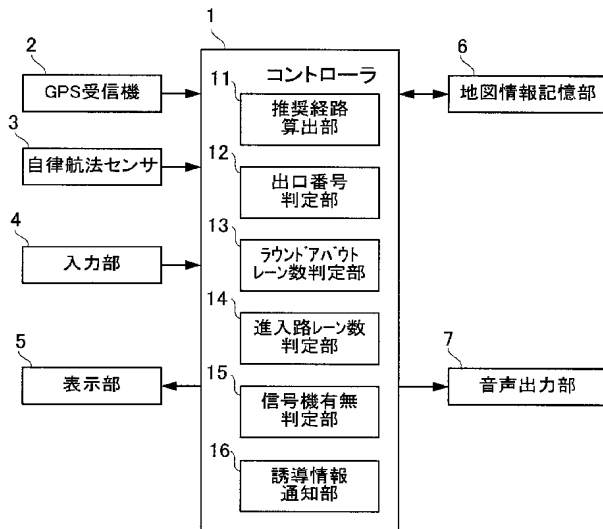 1
コントローラ
2
GPS受信機
3
自律航法センサ
4
入力部
5
表示部
11
推奨経路
算出部
12
出口番号
判定部
13
ラウンドアバウト
レーン数判定部
14
進入路レーン数
判定部
15
信号機有無
判定部
16
誘導情報
通知部
6
地図情報記憶部
7
音声出力部